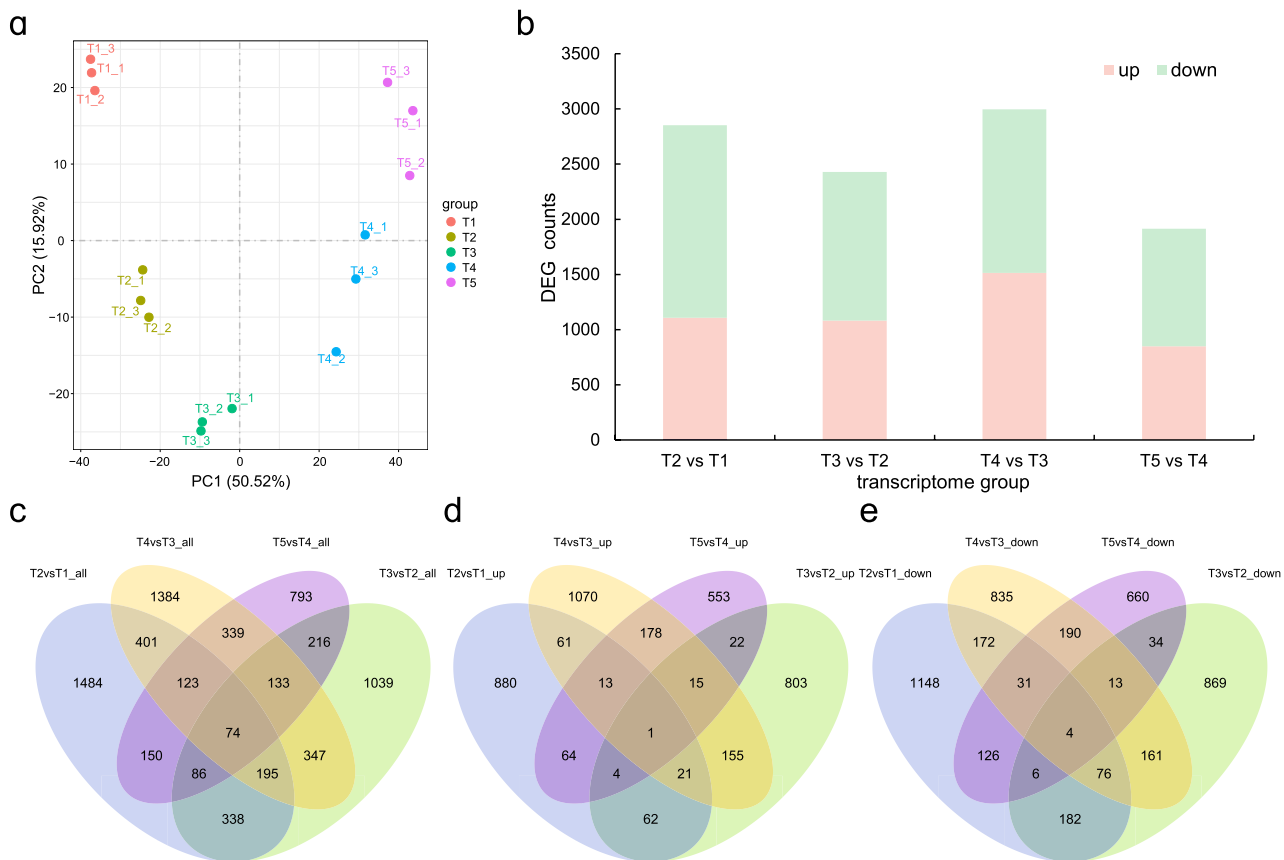 a
T1_3
T1_1
T1_2
T5_3
T5_1
T5_2
T4_1
T4_3
T4_2
T2_1
T2_3
T2_2
T3_1
T3_2
T3_3
20
10
0
−10
−20
−40
−20
0
20
40
PC2 (15.92%)
PC1 (50.52%)
group
T1
T2
T3
T4
T5
b
up
down
3500
3000
2500
2000
1500
1000
500
0
DEG counts
T2 vs T1
T3 vs T2
T4 vs T3
T5 vs T4
transcriptome group
c
T4vsT3_all
T5vsT4_all
T2vsT1_all
T3vsT2_all
1384
793
401
339
216
1484
123
133
1039
74
150
86
195
347
338
d
T4vsT3_up
T5vsT4_up
T2vsT1_up
T3vsT2_up
1070
553
61
178
22
880
13
15
803
1
64
4
21
155
62
e
T4vsT3_down
T5vsT4_down
T2vsT1_down
T3vsT2_down
835
660
172
190
34
1148
31
13
869
4
126
6
76
161
182